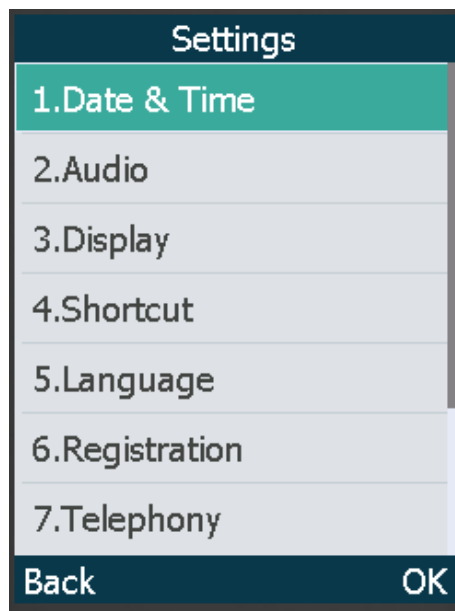 Settings
1.Date & Time
2.Audio
3.Display
4.Shortcut
5.Language
6.Registration
7.Telephony
Back OK